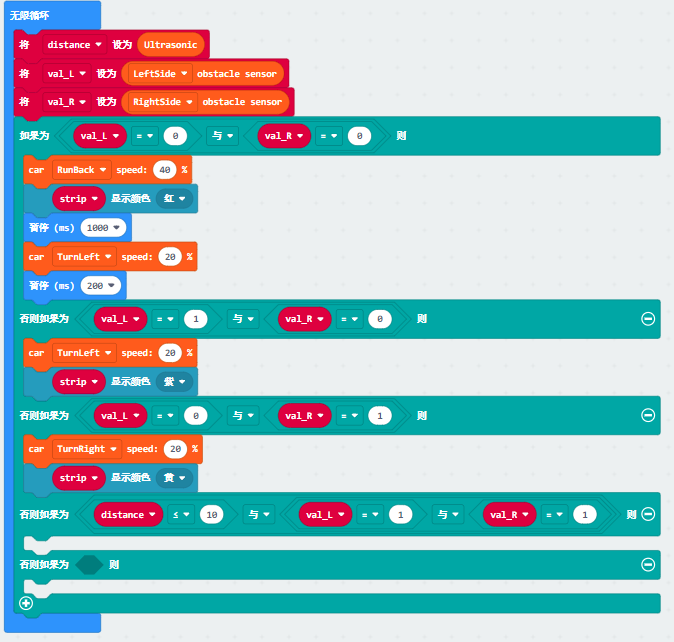 无限循环
将 distance 设为 Ultrasonic
将 val_L 设为 LeftSide obstacle sensor
将 val_R 设为 RightSide obstacle sensor
如果为 val_L = 0 与 val_R = 0 则
car RunBack speed: 40 %
strip 显示颜色 红
暂停 (ms) 1000
car TurnLeft speed: 20 %
暂停 (ms) 200
否则如果为 val_L = 1 与 val_R = 0 则
car TurnLeft speed: 20 %
strip 显示颜色 紫
否则如果为 val_L = 0 与 val_R = 1 则
car TurnRight speed: 20 %
strip 显示颜色 黄
否则如果为 distance ≤ 10 与 val_L = 1 与 val_R = 1 则
否则如果为 则